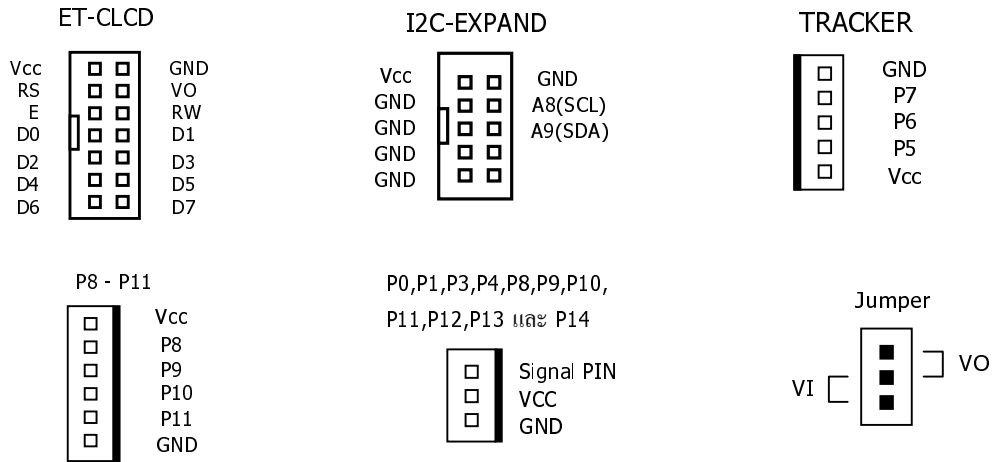 ET-CLCD
Vcc GND
RS VO
E RW
D0 D1
D2 D3
D4 D5
D6 D7
I2C-EXPAND
Vcc GND
GND A8(SCL)
GND A9(SDA)
GND
GND
TRACKER
GND
P7
P6
P5
Vcc
P8 - P11
Vcc
P8
P9
P10
P11
GND
P0,P1,P3,P4,P8,P9,P10,
P11,P12,P13 และ P14
Signal PIN
VCC
GND
Jumper
VO
VI